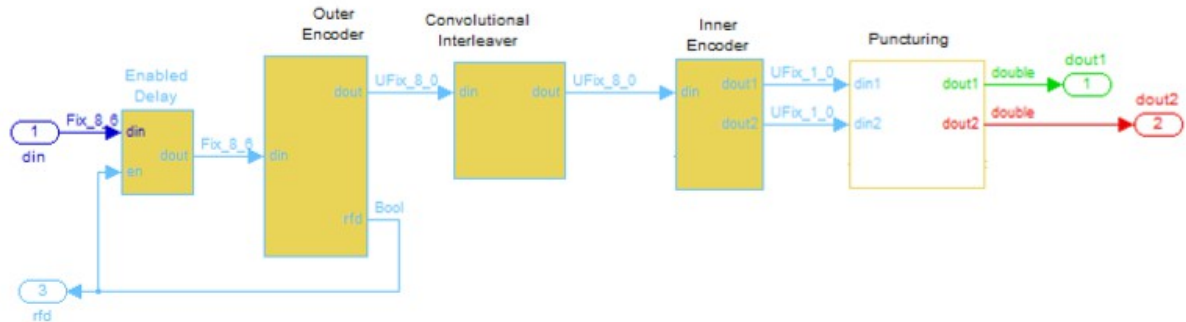 Outer
Encoder
Convolutional
Interleaver
Inner
Encoder
Puncturing
dout1
Enabled
Delay
dout
UFix_8_0
din
dout
UFix_8_0
din
dout1
UFix_1_0
din1
dout1
double
1
dout2
1
Fix_8_6
din
dout2
UFix_1_0
din2
dout2
double
2
din
dout
Fix_8_6
din
en
Bool
rfd
3
rfd